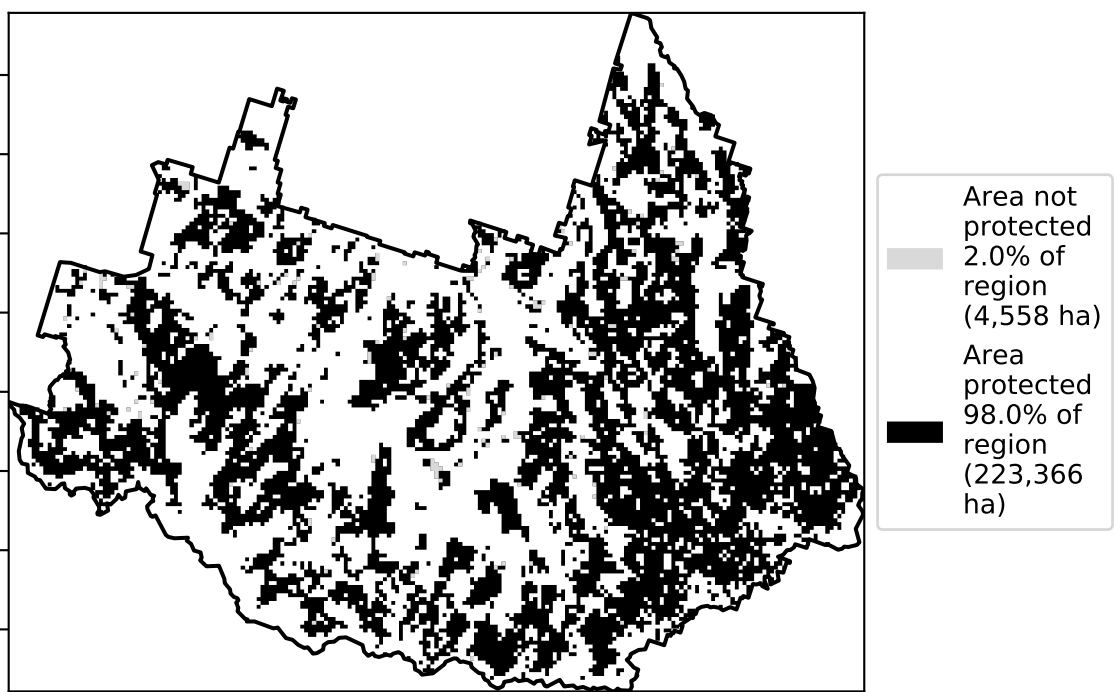 Area not
protected
2.0% of
region
(4,558 ha)
Area
protected
98.0% of
region
(223,366
ha)